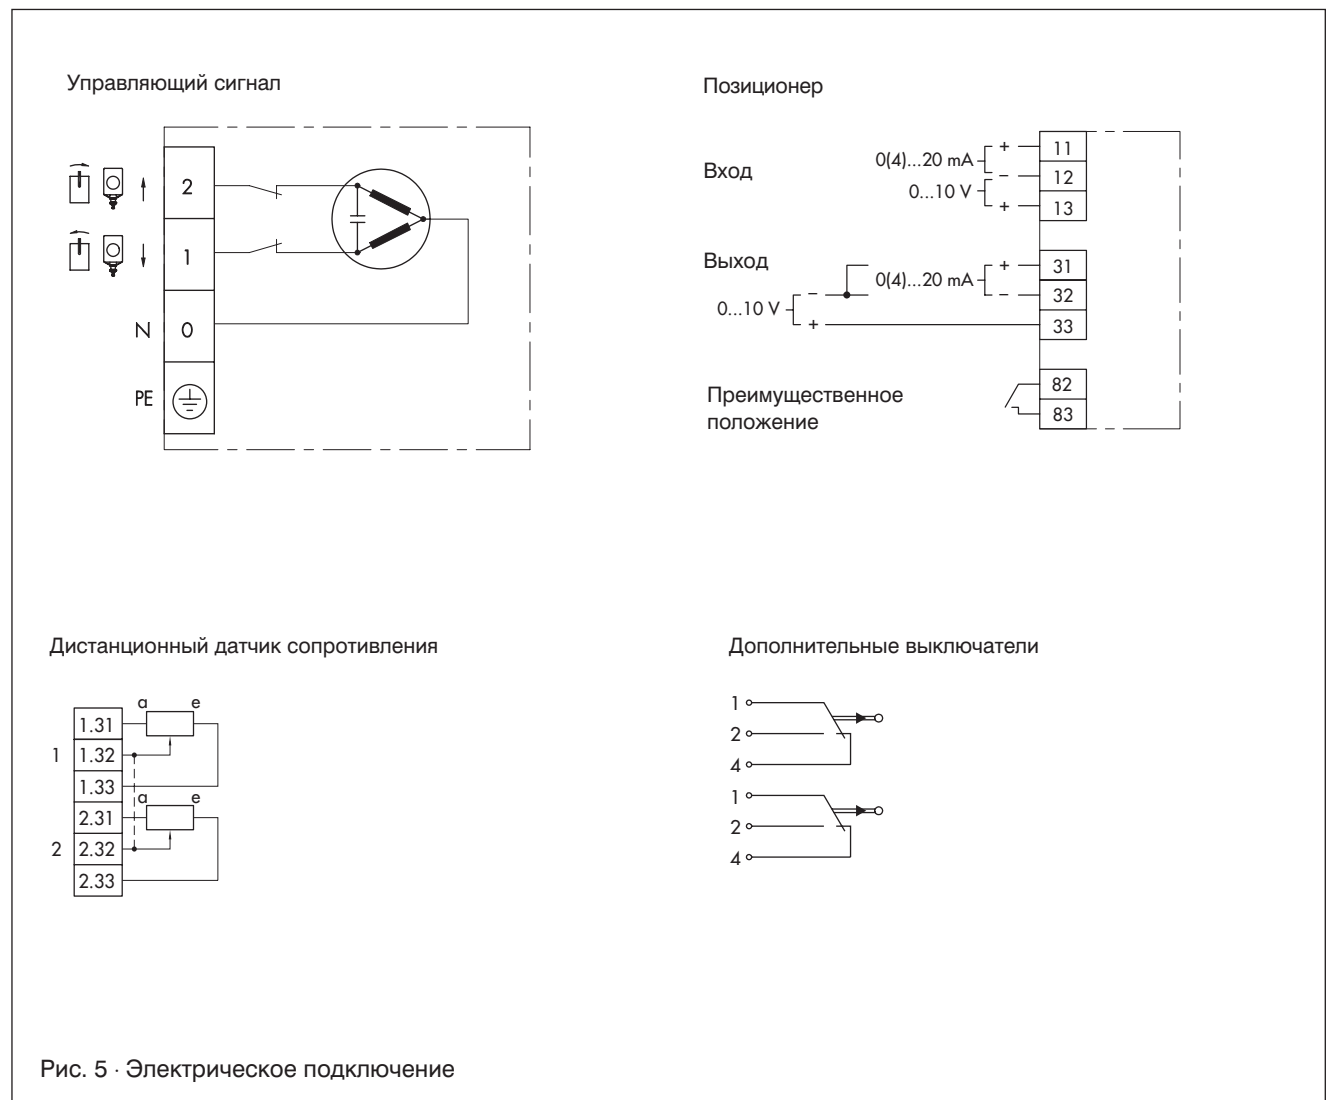 Управляющий сигнал
2
1
N 0
PE
Позиционер
Вход
0(4)...20 mA + 11
− 12
0...10 V + 13
Выход
0(4)...20 mA + 31
− 32
0...10 V −
+ 33
Преимущественное
положение
82
83
Дистанционный датчик сопротивления
a e
1.31
1 1.32
1.33
a e
2.31
2 2.32
2.33
Дополнительные выключатели
1
2
4
1
2
4
Рис. 5 · Электрическое подключение